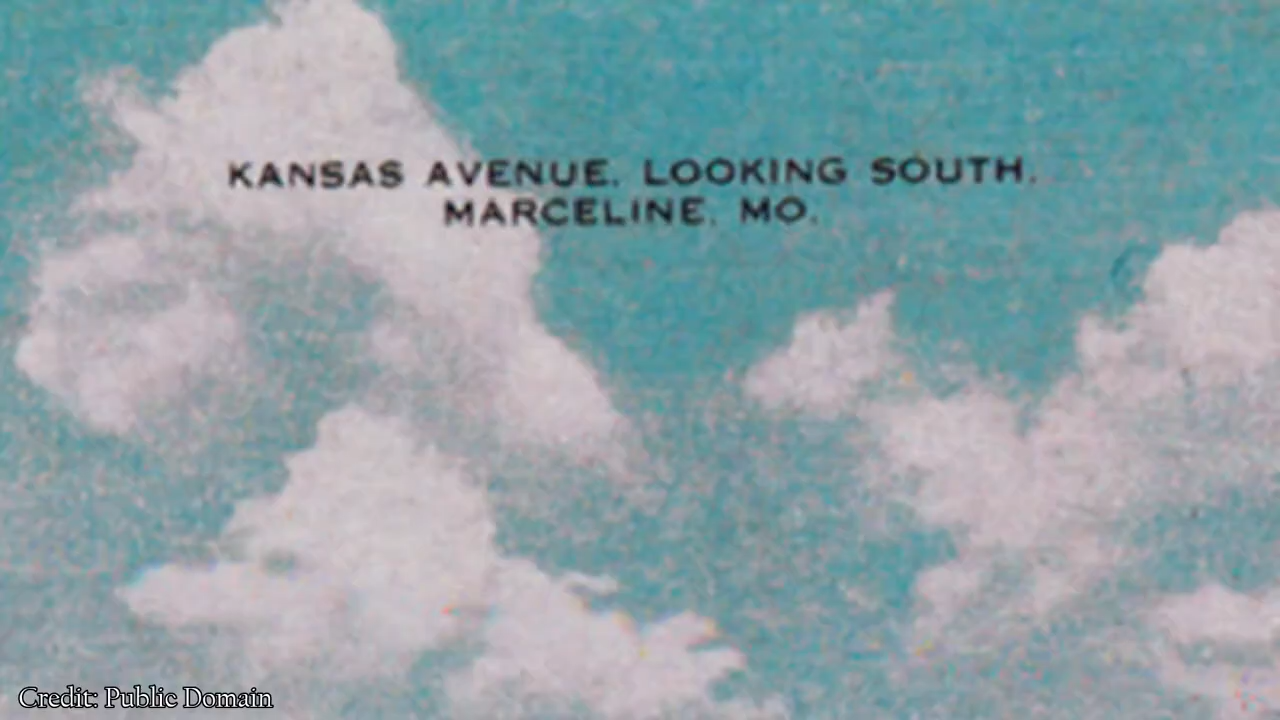 KANSAS AVENUE, LOOKING SOUTH,
MARCELINE, MO.
Credit: Public Domain